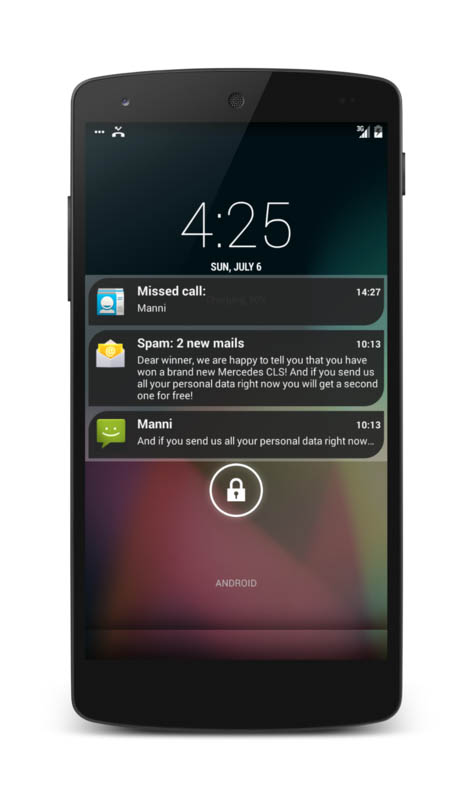 3G
4:25
SUN, JULY 6
Charging, 90%
Missed call: 14:27
Manni
Spam: 2 new mails 10:13
Dear winner, we are happy to tell you that you have
won a brand new Mercedes CLS! And if you send us
all your personal data right now you will get a second
one for free!
Manni 10:13
And if you send us all your personal data right now...
ANDROID